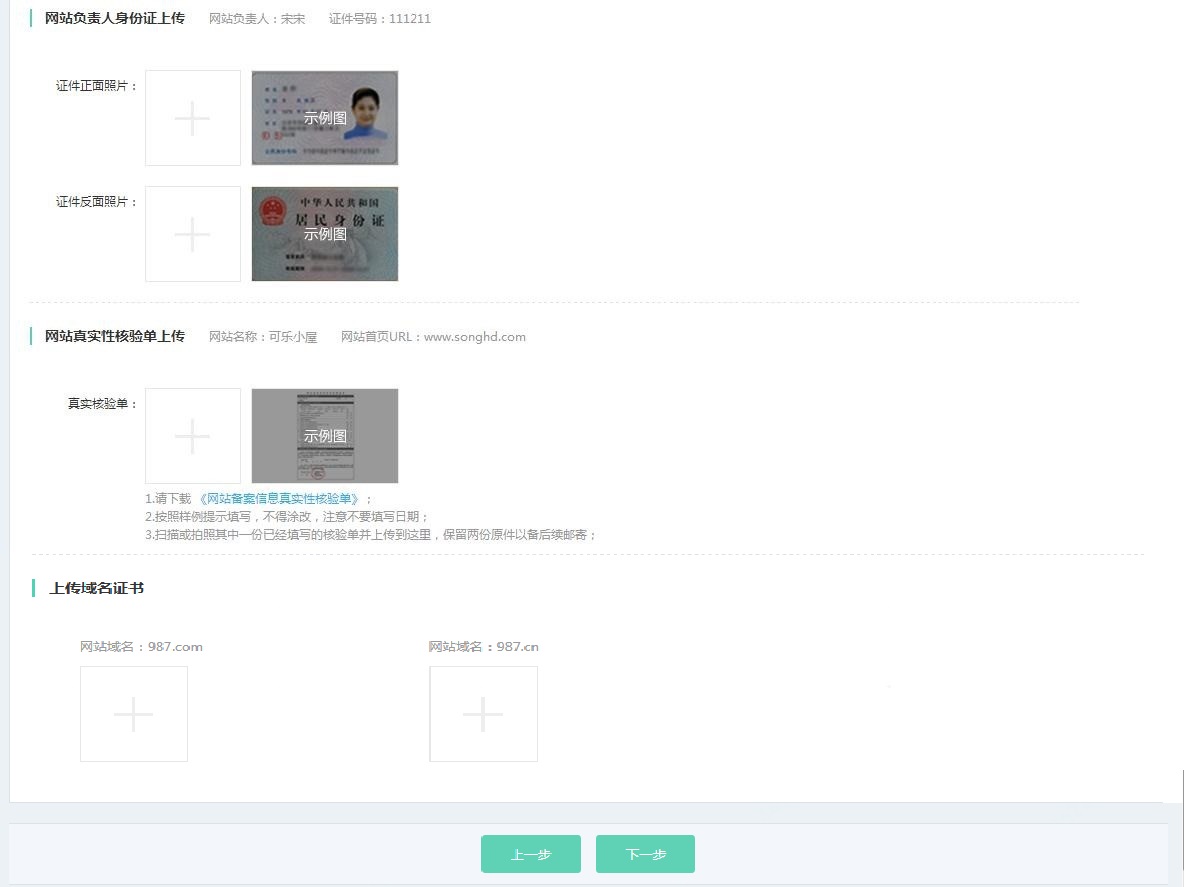 网站负责人身份证上传 网站负责人：宋宋 证件号码：111211
证件正面照片：
示例图
证件反面照片：
中华人民共和国
居民身份证
示例图
网站真实性核验单上传 网站名称：可乐小屋 网站首页URL：www.songhd.com
真实核验单：
示例图
1.请下载 《网站备案信息真实性核验单》；
2.按照样例提示填写，不得涂改，注意不要填写日期；
3.扫描或拍照其中一份已经填写的核验单并上传到这里，保留两份原件以备后续邮寄；
上传域名证书
网站域名：987.com 网站域名：987.cn
上一步 下一步